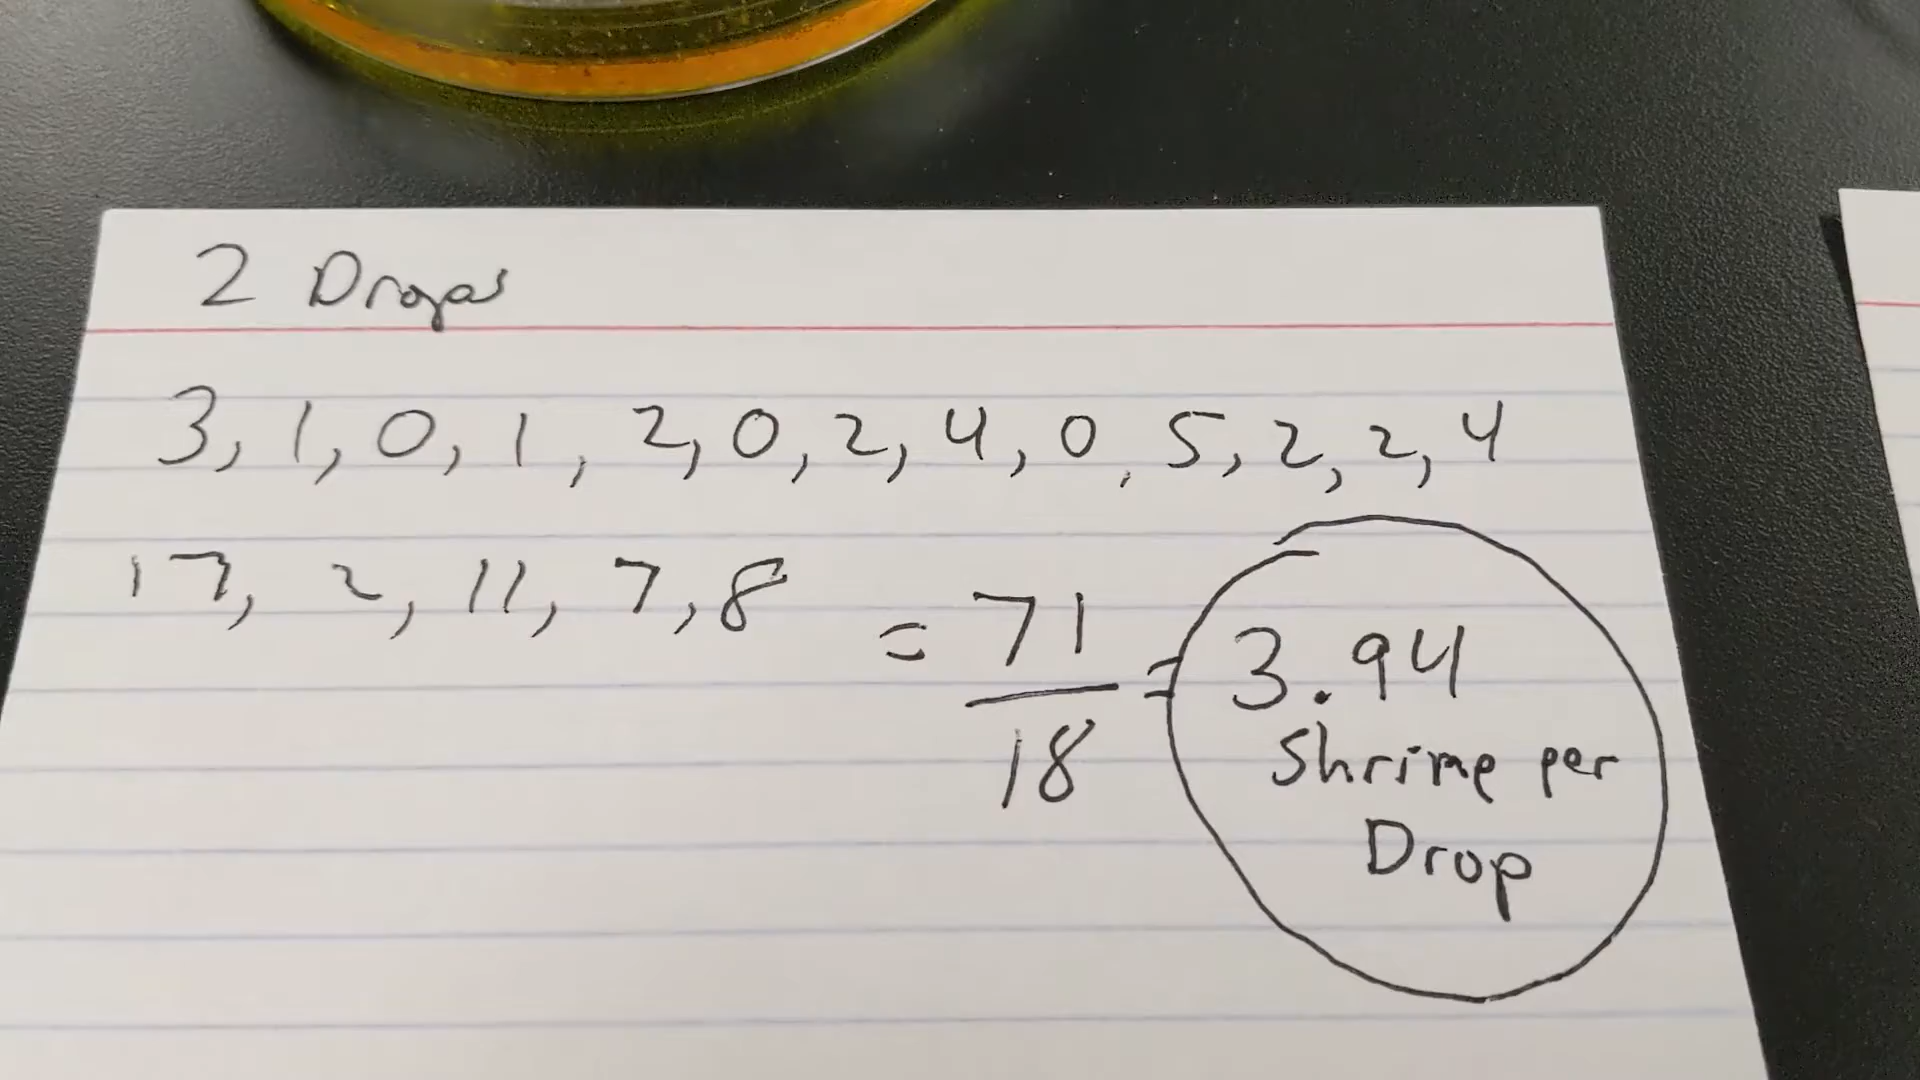 2 Drops
3, 1, 0, 1, 2, 0, 2, 4, 0, 5, 2, 2, 4
17, 2, 11, 7, 8 = 71/18 = 3.94
Shrimp per
Drop